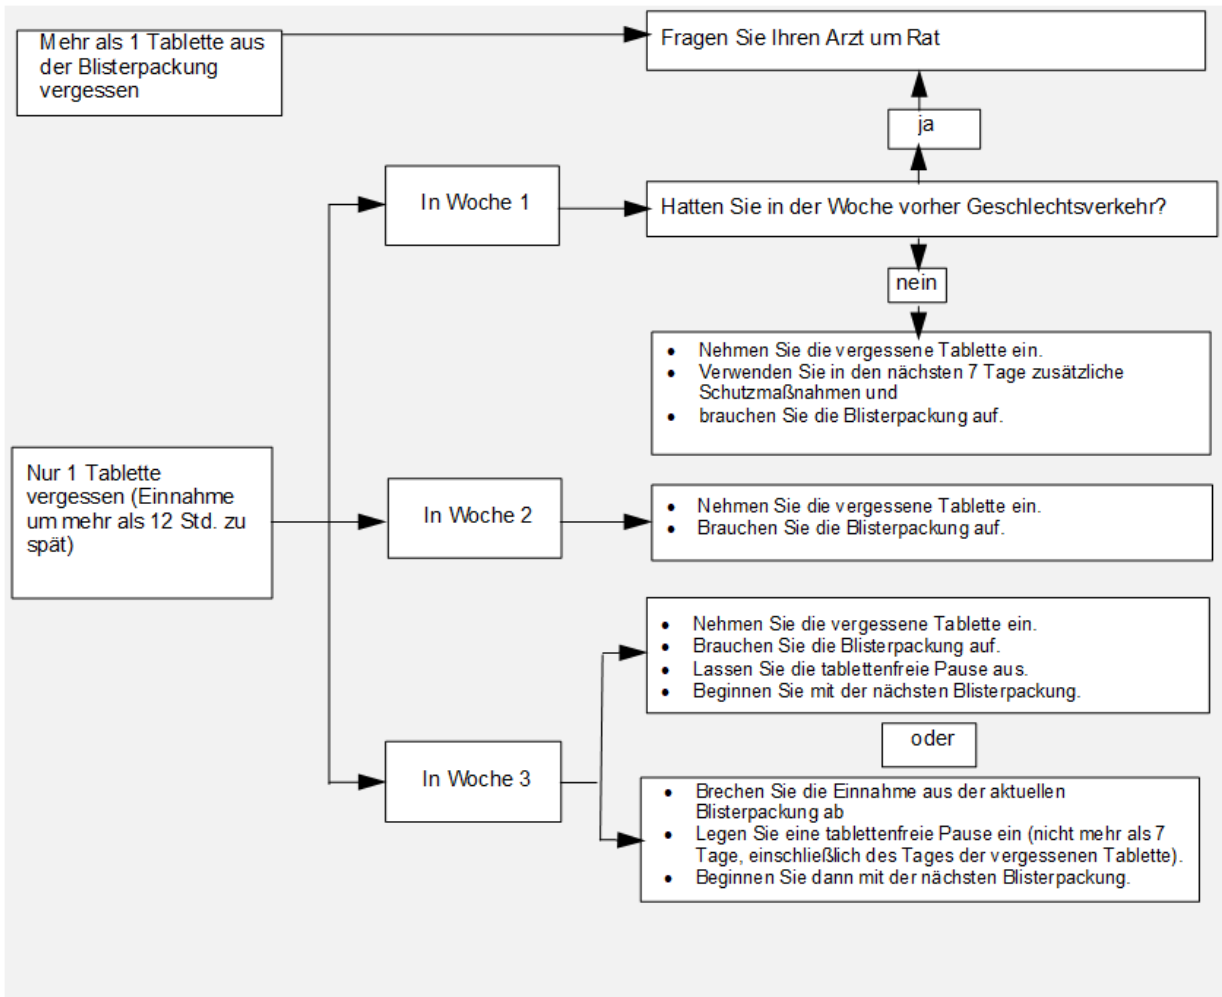 Mehr als 1 Tablette aus
der Blisterpackung
vergessen
Fragen Sie Ihren Arzt um Rat
ja
In Woche 1
Hatten Sie in der Woche vorher Geschlechtsverkehr?
nein
• Nehmen Sie die vergessene Tablette ein.
• Verwenden Sie in den nächsten 7 Tage zusätzliche
Schutzmaßnahmen und
• brauchen Sie die Blisterpackung auf.
Nur 1 Tablette
vergessen (Einnahme
um mehr als 12 Std. zu
spät)
In Woche 2
• Nehmen Sie die vergessene Tablette ein.
• Brauchen Sie die Blisterpackung auf.
• Nehmen Sie die vergessene Tablette ein.
• Brauchen Sie die Blisterpackung auf.
• Lassen Sie die tablettenfreie Pause aus.
• Beginnen Sie mit der nächsten Blisterpackung.
oder
In Woche 3
• Brechen Sie die Einnahme aus der aktuellen
Blisterpackung ab
• Legen Sie eine tablettenfreie Pause ein (nicht mehr als 7
Tage, einschließlich des Tages der vergessenen Tablette).
• Beginnen Sie dann mit der nächsten Blisterpackung.